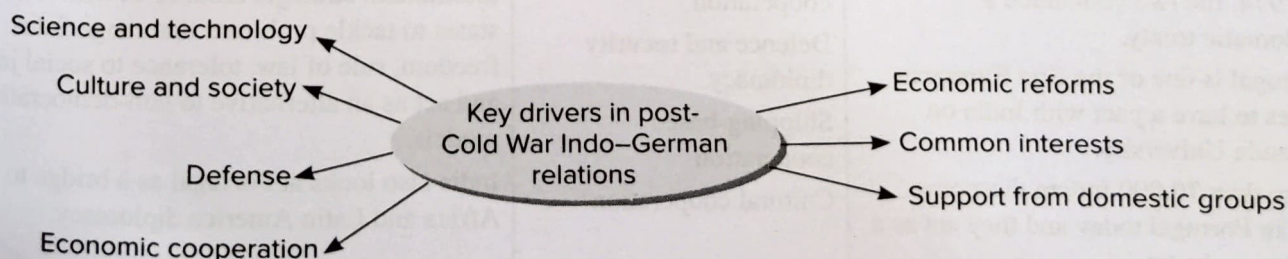 Science and technology
Culture and society
Defense
Economic cooperation
Key drivers in post-
Cold War Indo–German
relations
Economic reforms
Common interests
Support from domestic groups